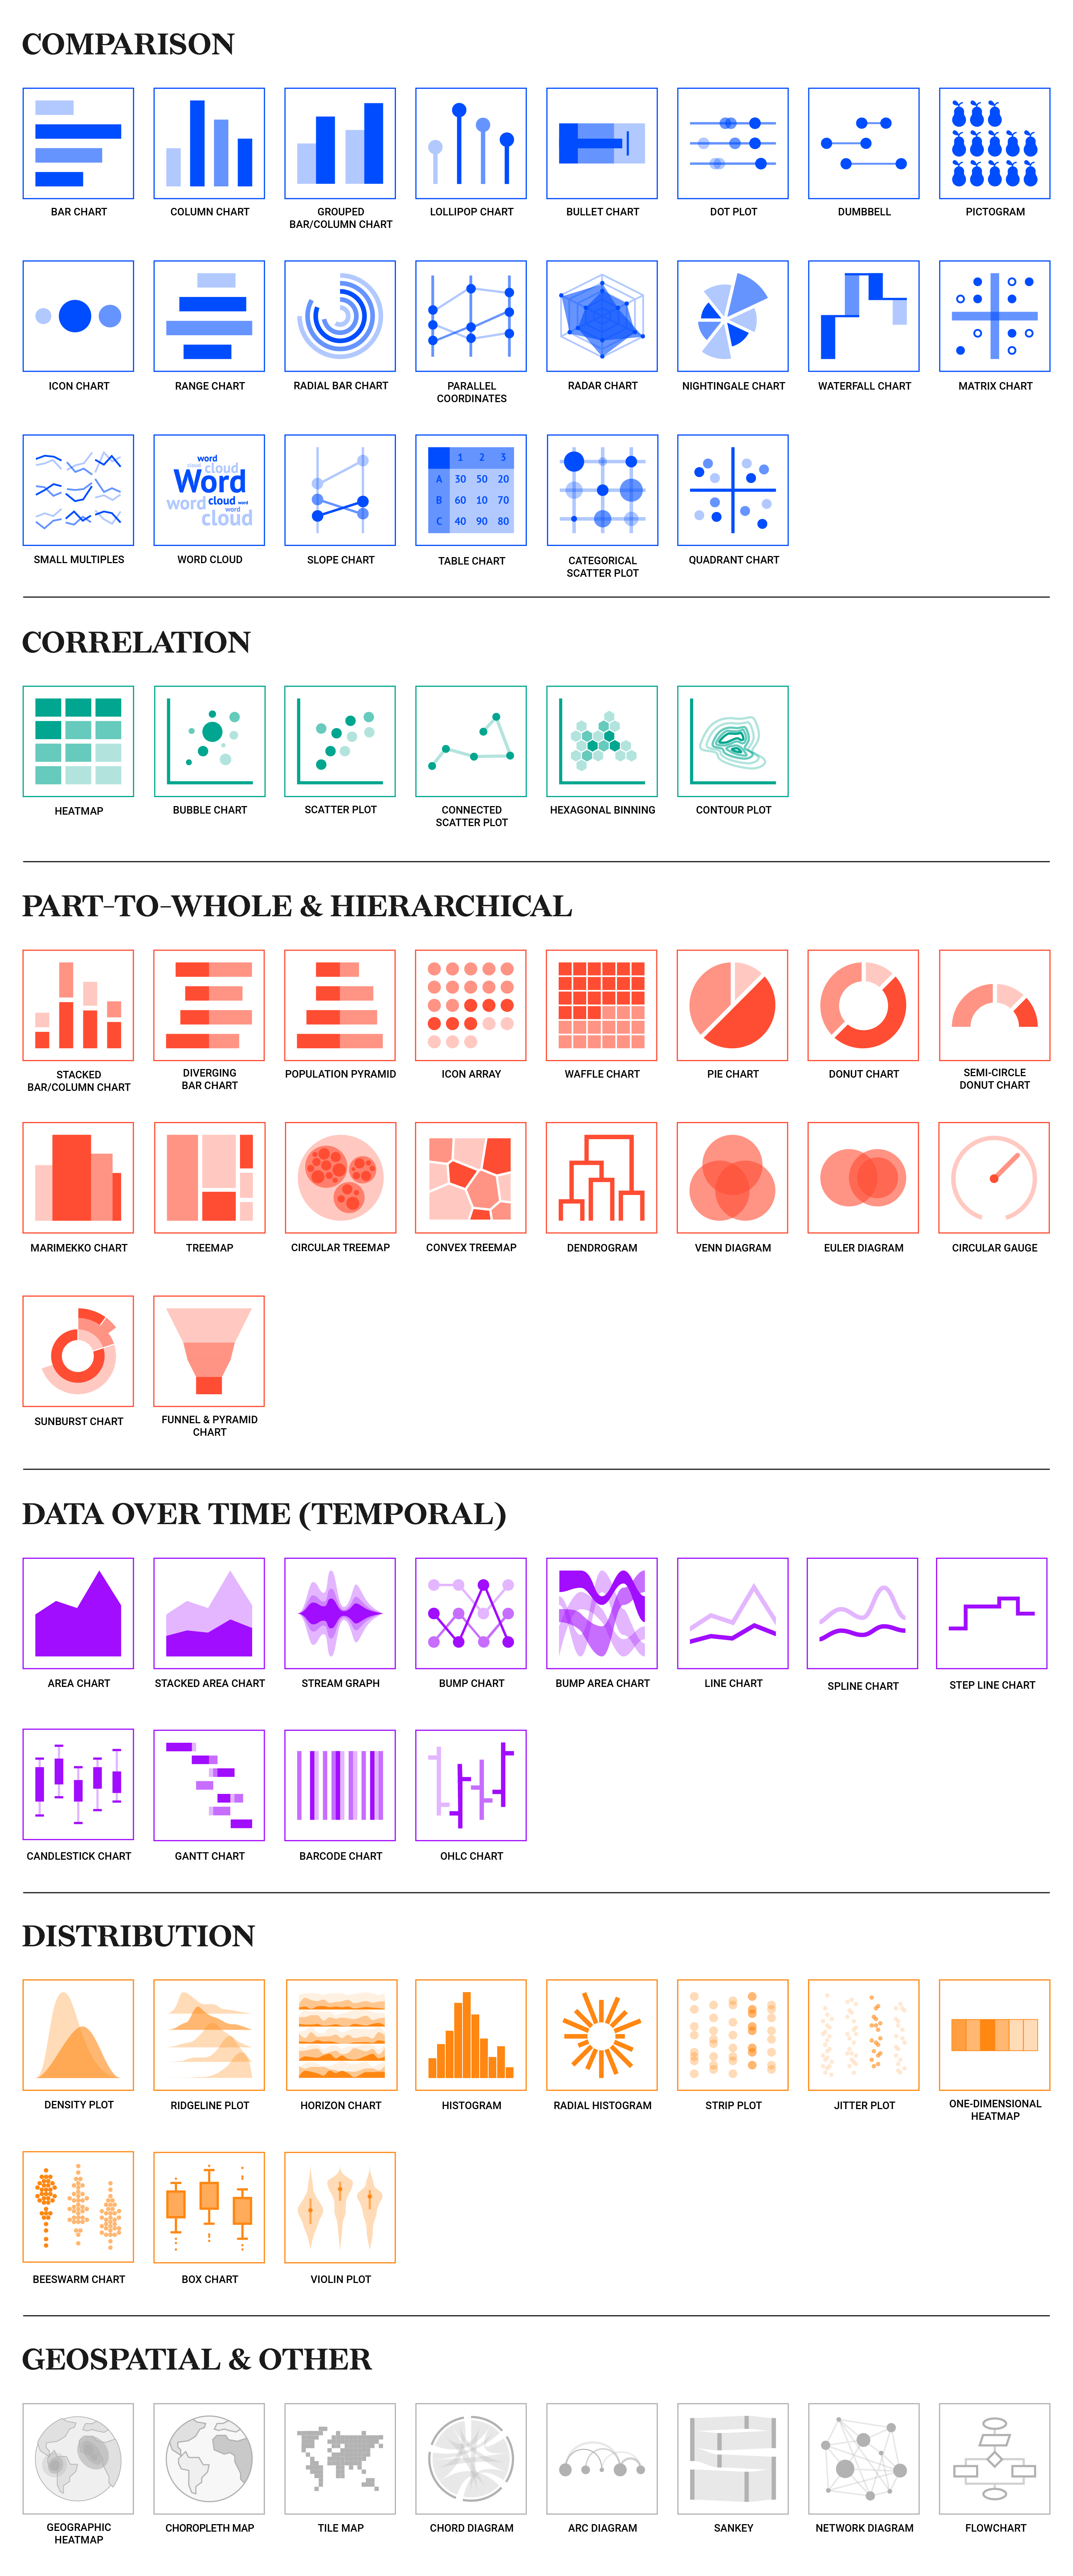 COMPARISON
BAR CHART
COLUMN CHART
GROUPED
BAR/COLUMN CHART
LOLLIPOP CHART
BULLET CHART
DOT PLOT
DUMBBELL
PICTOGRAM
ICON CHART
RANGE CHART
RADIAL BAR CHART
PARALLEL
COORDINATES
RADAR CHART
NIGHTINGALE CHART
WATERFALL CHART
MATRIX CHART
word
cloud cloud
Word
word cloud word
cloud
1 2 3
A 30 50 20
B 60 10 70
C 40 90 80
SMALL MULTIPLES
WORD CLOUD
SLOPE CHART
TABLE CHART
CATEGORICAL
SCATTER PLOT
QUADRANT CHART
CORRELATION
HEATMAP
BUBBLE CHART
SCATTER PLOT
CONNECTED
SCATTER PLOT
HEXAGONAL BINNING
CONTOUR PLOT
PART-TO-WHOLE & HIERARCHICAL
STACKED
BAR/COLUMN CHART
DIVERGING
BAR CHART
POPULATION PYRAMID
ICON ARRAY
WAFFLE CHART
PIE CHART
DONUT CHART
SEMI-CIRCLE
DONUT CHART
MARIMEKKO CHART
TREEMAP
CIRCULAR TREEMAP
CONVEX TREEMAP
DENDROGRAM
VENN DIAGRAM
EULER DIAGRAM
CIRCULAR GAUGE
SUNBURST CHART
FUNNEL & PYRAMID
CHART
DATA OVER TIME (TEMPORAL)
AREA CHART
STACKED AREA CHART
STREAM GRAPH
BUMP CHART
BUMP AREA CHART
LINE CHART
SPLINE CHART
STEP LINE CHART
CANDLESTICK CHART
GANTT CHART
BARCODE CHART
OHLC CHART
DISTRIBUTION
DENSITY PLOT
RIDGELINE PLOT
HORIZON CHART
HISTOGRAM
RADIAL HISTOGRAM
STRIP PLOT
JITTER PLOT
ONE-DIMENSIONAL
HEATMAP
BEESWARM CHART
BOX CHART
VIOLIN PLOT
GEOSPATIAL & OTHER
GEOGRAPHIC
HEATMAP
CHOROPLETH MAP
TILE MAP
CHORD DIAGRAM
ARC DIAGRAM
SANKEY
NETWORK DIAGRAM
FLOWCHART